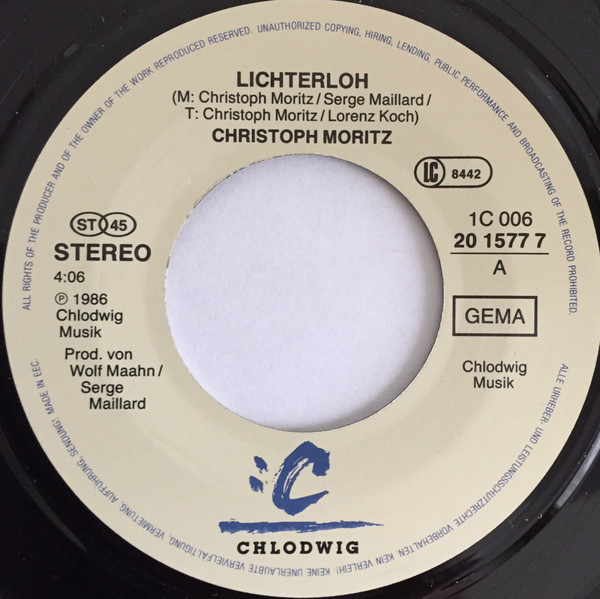 ALL RIGHTS OF THE PRODUCER AND OF THE OWNER OF THE WORK REPRODUCED RESERVED. UNAUTHORIZED COPYING, HIRING, LENDING, PUBLIC PERFORMANCE AND BROADCASTING OF THE RECORD PROHIBITED.
LICHTERLOH
(M: Christoph Moritz/Serge Maillard/
T: Christoph Moritz/Lorenz Koch)
CHRISTOPH MORITZ
LC 8442
ST 45
STEREO
4:06
℗ 1986
Chlodwig
Musik
Prod. von
Wolf Maahn/
Serge
Maillard
1C 006
20 1577 7
A
GEMA
Chlodwig
Musik
C
CHLODWIG
ALLE URHEBER- UND LEISTUNGSSCHUTZRECHTE VORBEHALTEN. KEIN VERLEIH! KEINE UNERLAUBTE VERVIELFÄLTIGUNG, VERMIETUNG, AUFFÜHRUNG, SENDUNG! MADE IN EEC.